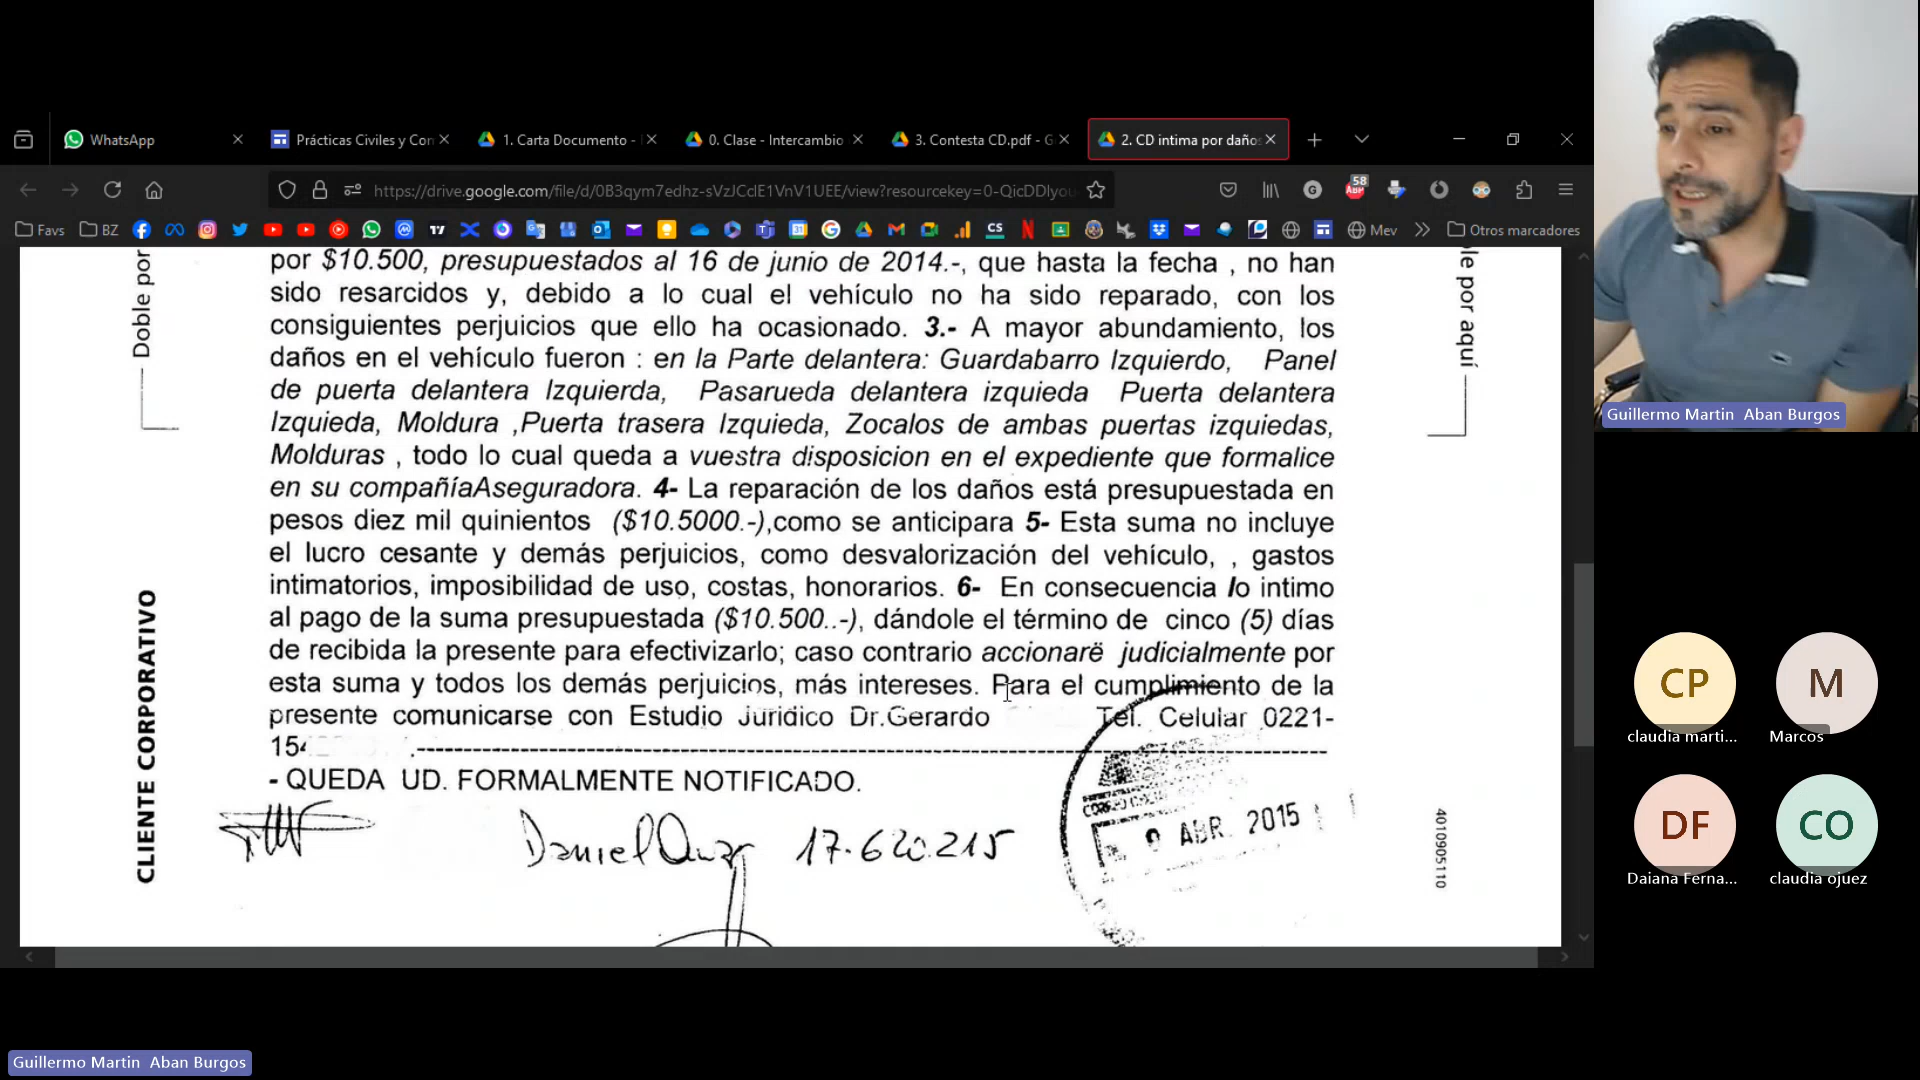 WhatsApp
Prácticas Civiles y Con
1. Carta Documento -
0. Clase - Intercambio
3. Contesta CD.pdf - G
2. CD intima por daño
https://drive.google.com/file/d/0B3qym7edhz-sVzJCclE1VnV1UEE/view?resourcekey=0-QicDDlyou
58
Favs
BZ
Mev
Otros marcadores
por $10.500, presupuestados al 16 de junio de 2014.-, que hasta la fecha , no han
sido resarcidos y, debido a lo cual el vehículo no ha sido reparado, con los
consiguientes perjuicios que ello ha ocasionado. 3.- A mayor abundamiento, los
daños en el vehículo fueron : en la Parte delantera: Guardabarro Izquierdo, Panel
de puerta delantera Izquierda, Pasarueda delantera izquieda Puerta delantera
Izquieda, Moldura ,Puerta trasera Izquieda, Zocalos de ambas puertas izquiedas,
Molduras , todo lo cual queda a vuestra disposicion en el expediente que formalice
en su compañíaAseguradora. 4- La reparación de los daños está presupuestada en
pesos diez mil quinientos ($10.5000.-),como se anticipara 5- Esta suma no incluye
el lucro cesante y demás perjuicios, como desvalorización del vehículo, , gastos
intimatorios, imposibilidad de uso, costas, honorarios. 6- En consecuencia lo intimo
al pago de la suma presupuestada ($10.500..-), dándole el término de cinco (5) días
de recibida la presente para efectivizarlo; caso contrario accionarë judicialmente por
esta suma y todos los demás perjuicios, más intereses. Para el cumplimiento de la
presente comunicarse con Estudio Jurídico Dr.Gerardo Tel. Celular 0221-
154 .-----------------------------------------------------------------
- QUEDA UD. FORMALMENTE NOTIFICADO.
Daniel 17.620.215
ABR. 2015
Doble por
le por aquí
CLIENTE CORPORATIVO
4010905110
Guillermo Martin Aban Burgos
CP
claudia marti...
M
Marcos
DF
Daiana Ferna...
CO
claudia ojuez
Guillermo Martin Aban Burgos